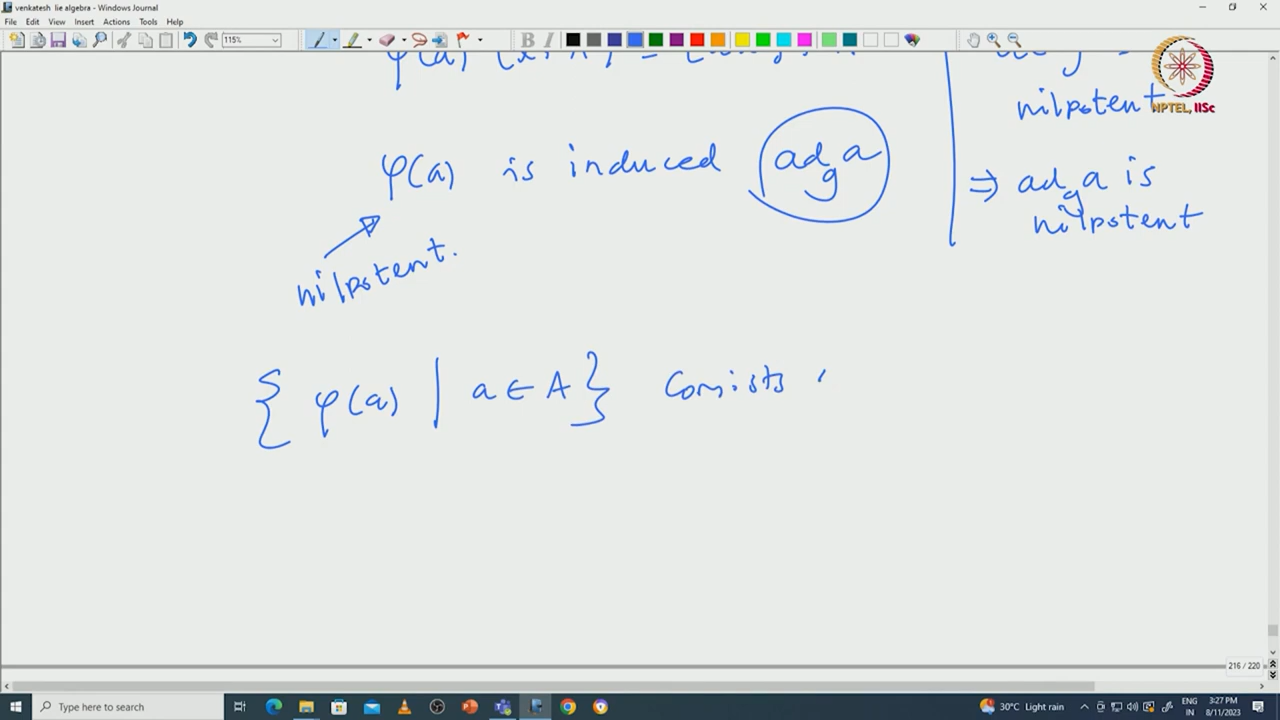 venkatesh lie algebra - Windows Journal
File Edit View Insert Actions Tools Help
115%
φ(a)
nilpotent
NPTEL, IISc
φ(a) is induced ad_g a
⇒ ad_g a is
nilpotent
nilpotent.
{ φ(a) | a ∈ A } Consists
216 / 220
Type here to search
30°C Light rain
ENG
IN
3:27 PM
8/11/2023